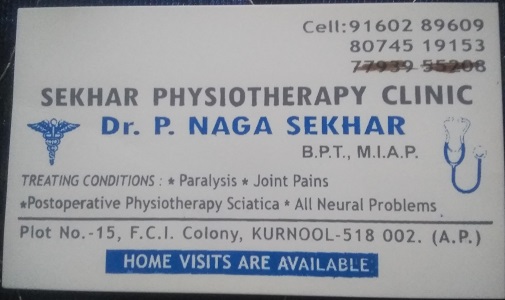 Cell:91602 89609
80745 19153
77939 55208
SEKHAR PHYSIOTHERAPY CLINIC
Dr. P. NAGA SEKHAR
B.P.T., M.I.A.P.
TREATING CONDITIONS : * Paralysis * Joint Pains
*Postoperative Physiotherapy Sciatica * All Neural Problems
Plot No.-15, F.C.I. Colony, KURNOOL-518 002. (A.P.)
HOME VISITS ARE AVAILABLE